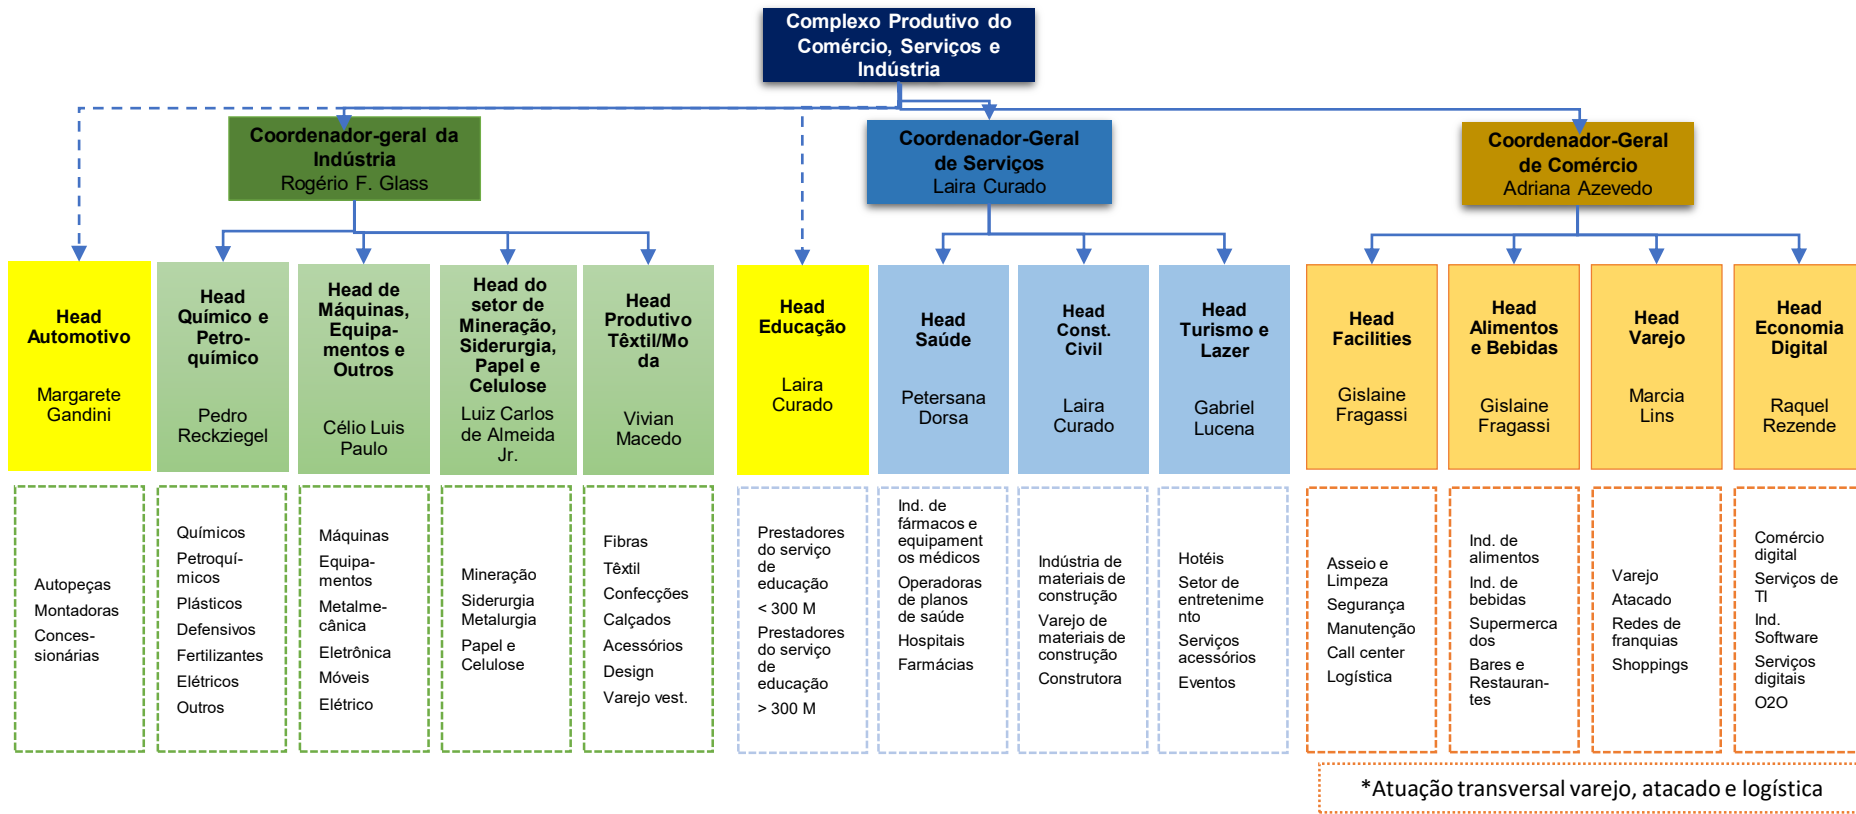 Complexo Produtivo do
Comércio, Serviços e
Indústria
Coordenador-geral da
Indústria
Rogério F. Glass
Coordenador-Geral
de Serviços
Laira Curado
Coordenador-Geral
de Comércio
Adriana Azevedo
Head
Automotivo
Margarete
Gandini
Head
Químico e
Petro-
químico
Pedro
Reckziegel
Head de
Máquinas,
Equipa-
mentos e
Outros
Célio Luis
Paulo
Head do
setor de
Mineração,
Siderurgia,
Papel e
Celulose
Luiz Carlos
de Almeida
Jr.
Head
Produtivo
Têxtil/Mo
da
Vivian
Macedo
Head
Educação
Laira
Curado
Head
Saúde
Petersana
Dorsa
Head
Const.
Civil
Laira
Curado
Head
Turismo e
Lazer
Gabriel
Lucena
Head
Facilities
Gislaine
Fragassi
Head
Alimentos
e Bebidas
Gislaine
Fragassi
Head
Varejo
Marcia
Lins
Head
Economia
Digital
Raquel
Rezende
Autopeças
Montadoras
Conces-
sionárias
Químicos
Petroquí-
micos
Plásticos
Defensivos
Fertilizantes
Elétricos
Outros
Máquinas
Equipa-
mentos
Metalme-
cânica
Eletrônica
Móveis
Elétrico
Mineração
Siderurgia
Metalurgia
Papel e
Celulose
Fibras
Têxtil
Confecções
Calçados
Acessórios
Design
Varejo vest.
Prestadores
do serviço
de
educação
< 300 M
Prestadores
do serviço
de
educação
> 300 M
Ind. de
fármacos e
equipament
os médicos
Operadoras
de planos
de saúde
Hospitais
Farmácias
Indústria de
materiais de
construção
Varejo de
materiais de
construção
Construtora
Hotéis
Setor de
entretenime
nto
Serviços
acessórios
Eventos
Asseio e
Limpeza
Segurança
Manutenção
Call center
Logística
Ind. de
alimentos
Ind. de
bebidas
Supermerca
dos
Bares e
Restauran-
tes
Varejo
Atacado
Redes de
franquias
Shoppings
Comércio
digital
Serviços de
TI
Ind.
Software
Serviços
digitais
O2O
*Atuação transversal varejo, atacado e logística